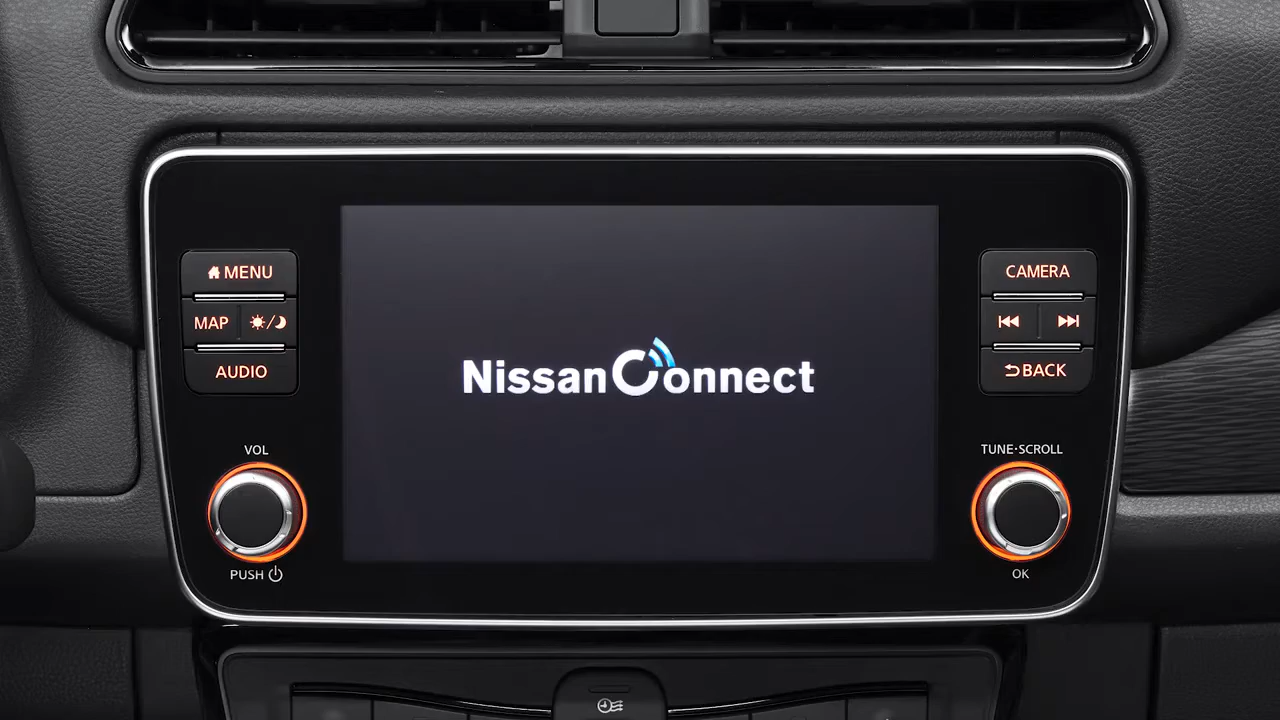 MENU
MAP
AUDIO
VOL
PUSH
NissanConnect
CAMERA
BACK
TUNE·SCROLL
OK